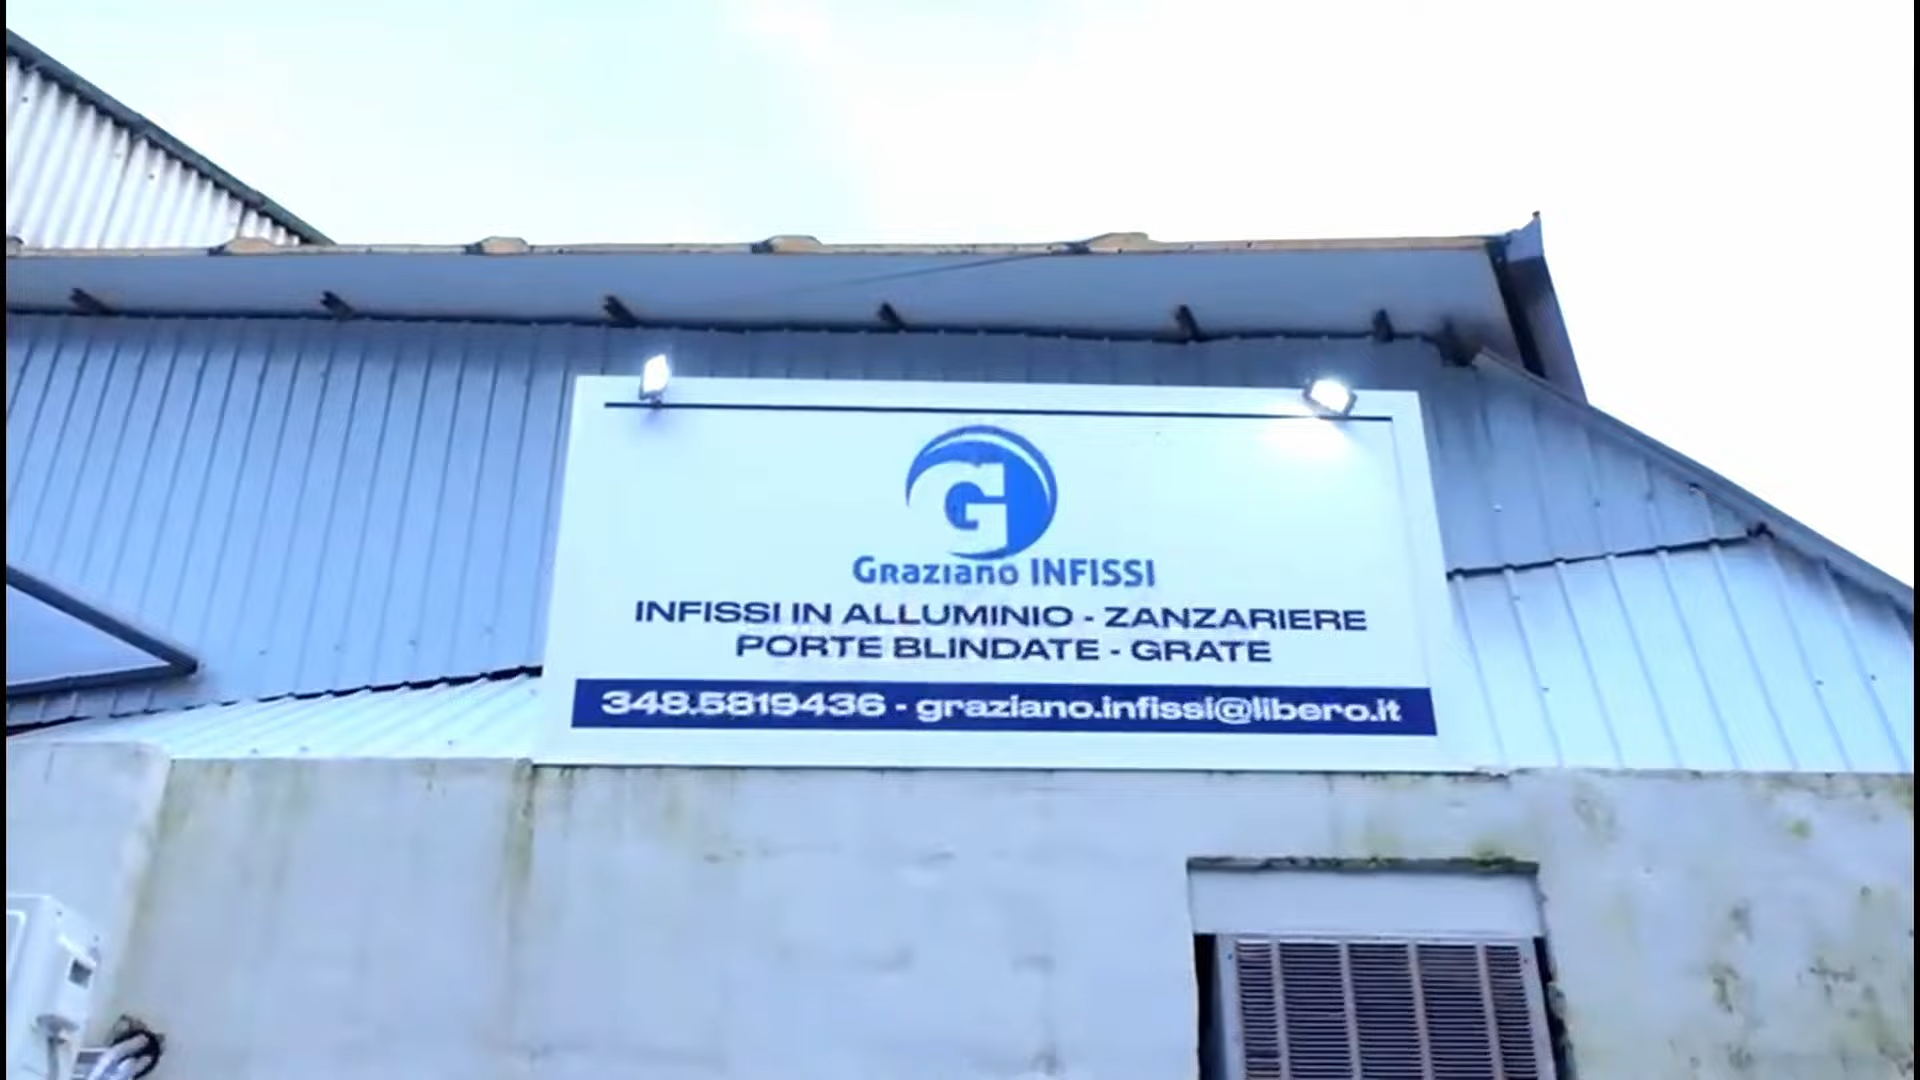 G
Graziano INFISSI
INFISSI IN ALLUMINIO - ZANZARIERE
PORTE BLINDATE - GRATE
348.5819436 - graziano.infissi@libero.it